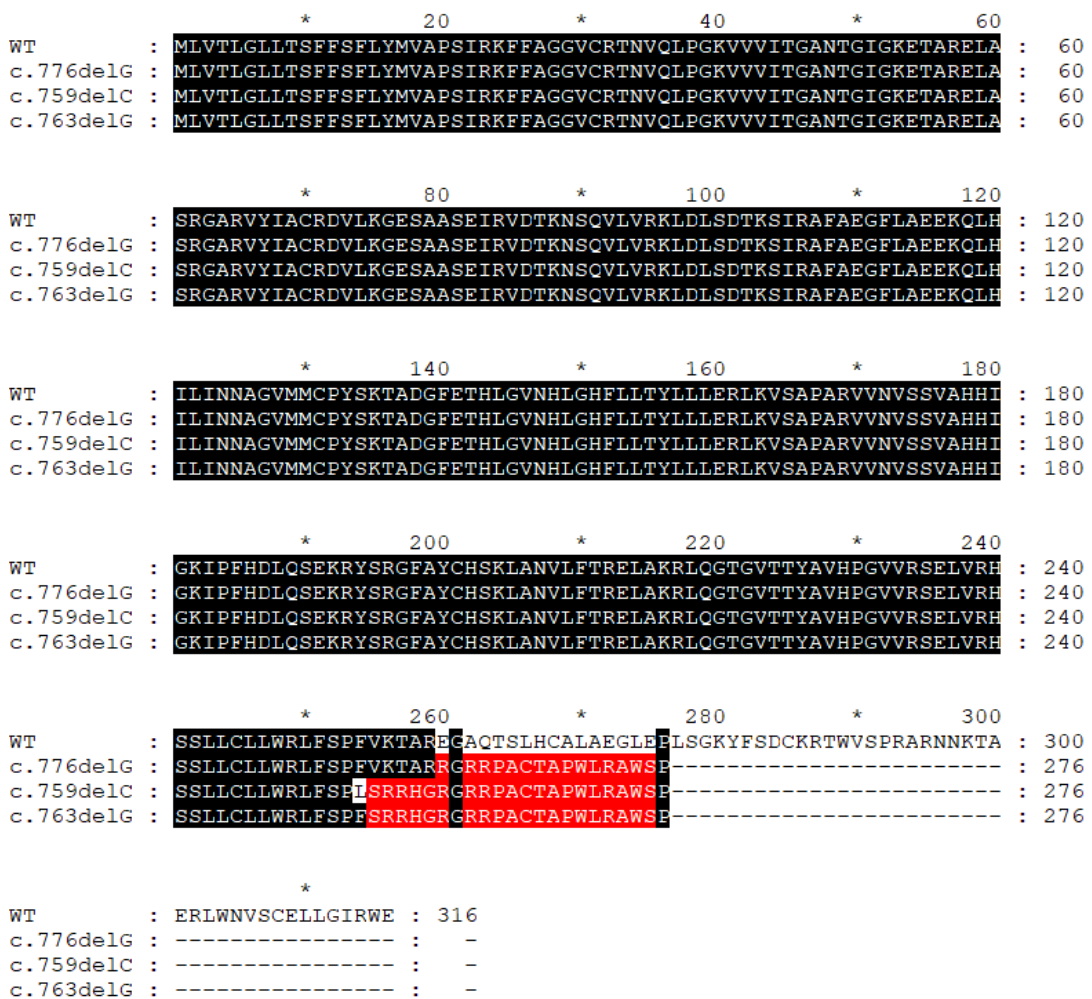 * 20 * 40 * 60
WT : MLVTLGLLTSFFSFLYMVAPSIRKFFAGGVCRTNVQLPGKVVVITGANTGIGKETARELA : 60
c.776delG : MLVTLGLLTSFFSFLYMVAPSIRKFFAGGVCRTNVQLPGKVVVITGANTGIGKETARELA : 60
c.759delC : MLVTLGLLTSFFSFLYMVAPSIRKFFAGGVCRTNVQLPGKVVVITGANTGIGKETARELA : 60
c.763delG : MLVTLGLLTSFFSFLYMVAPSIRKFFAGGVCRTNVQLPGKVVVITGANTGIGKETARELA : 60
* 80 * 100 * 120
WT : SRGARVYIACRDVLKGESAASEIRVDTKNSQVLVRKLDLSDTKSIRAFAEGFLAEEKQLH : 120
c.776delG : SRGARVYIACRDVLKGESAASEIRVDTKNSQVLVRKLDLSDTKSIRAFAEGFLAEEKQLH : 120
c.759delC : SRGARVYIACRDVLKGESAASEIRVDTKNSQVLVRKLDLSDTKSIRAFAEGFLAEEKQLH : 120
c.763delG : SRGARVYIACRDVLKGESAASEIRVDTKNSQVLVRKLDLSDTKSIRAFAEGFLAEEKQLH : 120
* 140 * 160 * 180
WT : ILINNAGVMMCPYSKTADGFETHLGVNHLGHFLLTYLLLERLKVSAPARVVNVSSVAHHI : 180
c.776delG : ILINNAGVMMCPYSKTADGFETHLGVNHLGHFLLTYLLLERLKVSAPARVVNVSSVAHHI : 180
c.759delC : ILINNAGVMMCPYSKTADGFETHLGVNHLGHFLLTYLLLERLKVSAPARVVNVSSVAHHI : 180
c.763delG : ILINNAGVMMCPYSKTADGFETHLGVNHLGHFLLTYLLLERLKVSAPARVVNVSSVAHHI : 180
* 200 * 220 * 240
WT : GKIPFHDLQSEKRYSRGFAYCHSKLANVLFTRELAKRLQGTGVTTYAVHPGVVRSELVRH : 240
c.776delG : GKIPFHDLQSEKRYSRGFAYCHSKLANVLFTRELAKRLQGTGVTTYAVHPGVVRSELVRH : 240
c.759delC : GKIPFHDLQSEKRYSRGFAYCHSKLANVLFTRELAKRLQGTGVTTYAVHPGVVRSELVRH : 240
c.763delG : GKIPFHDLQSEKRYSRGFAYCHSKLANVLFTRELAKRLQGTGVTTYAVHPGVVRSELVRH : 240
* 260 * 280 * 300
WT : SSLLCLLWRLFSPFVKTAREGAQTSLHCALAEGLEPLSGKYFSDCKRTWVSPRARNNKTA : 300
c.776delG : SSLLCLLWRLFSPFVKTARRGRRPACTAPWLRAWSP------------------------ : 276
c.759delC : SSLLCLLWRLFSPLSRRHGRGRRPACTAPWLRAWSP------------------------ : 276
c.763delG : SSLLCLLWRLFSPFSRRHGRGRRPACTAPWLRAWSP------------------------ : 276
*
WT : ERLWNVSCELLGIRWE : 316
c.776delG : ---------------- : -
c.759delC : ---------------- : -
c.763delG : ---------------- : -